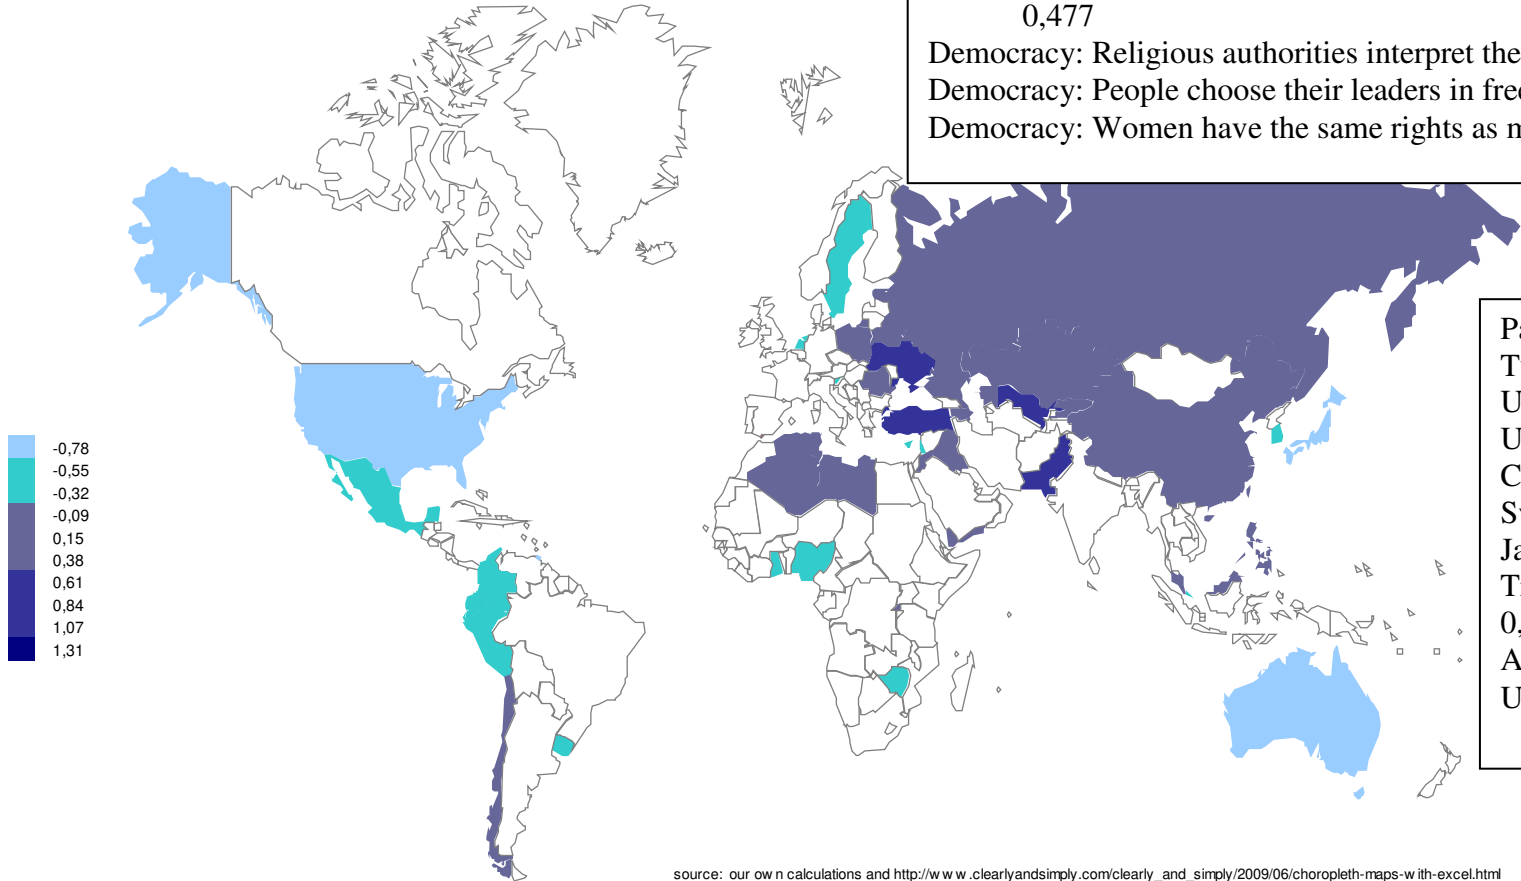 0,477
Democracy: Religious authorities interpret the
Democracy: People choose their leaders in free
Democracy: Women have the same rights as m
-0,78
-0,55
-0,32
-0,09
0,15
0,38
0,61
0,84
1,07
1,31
0,
A
U
source: our own calculations and http://www.clearlyandsimply.com/clearly_and_simply/2009/06/choropleth-maps-with-excel.html